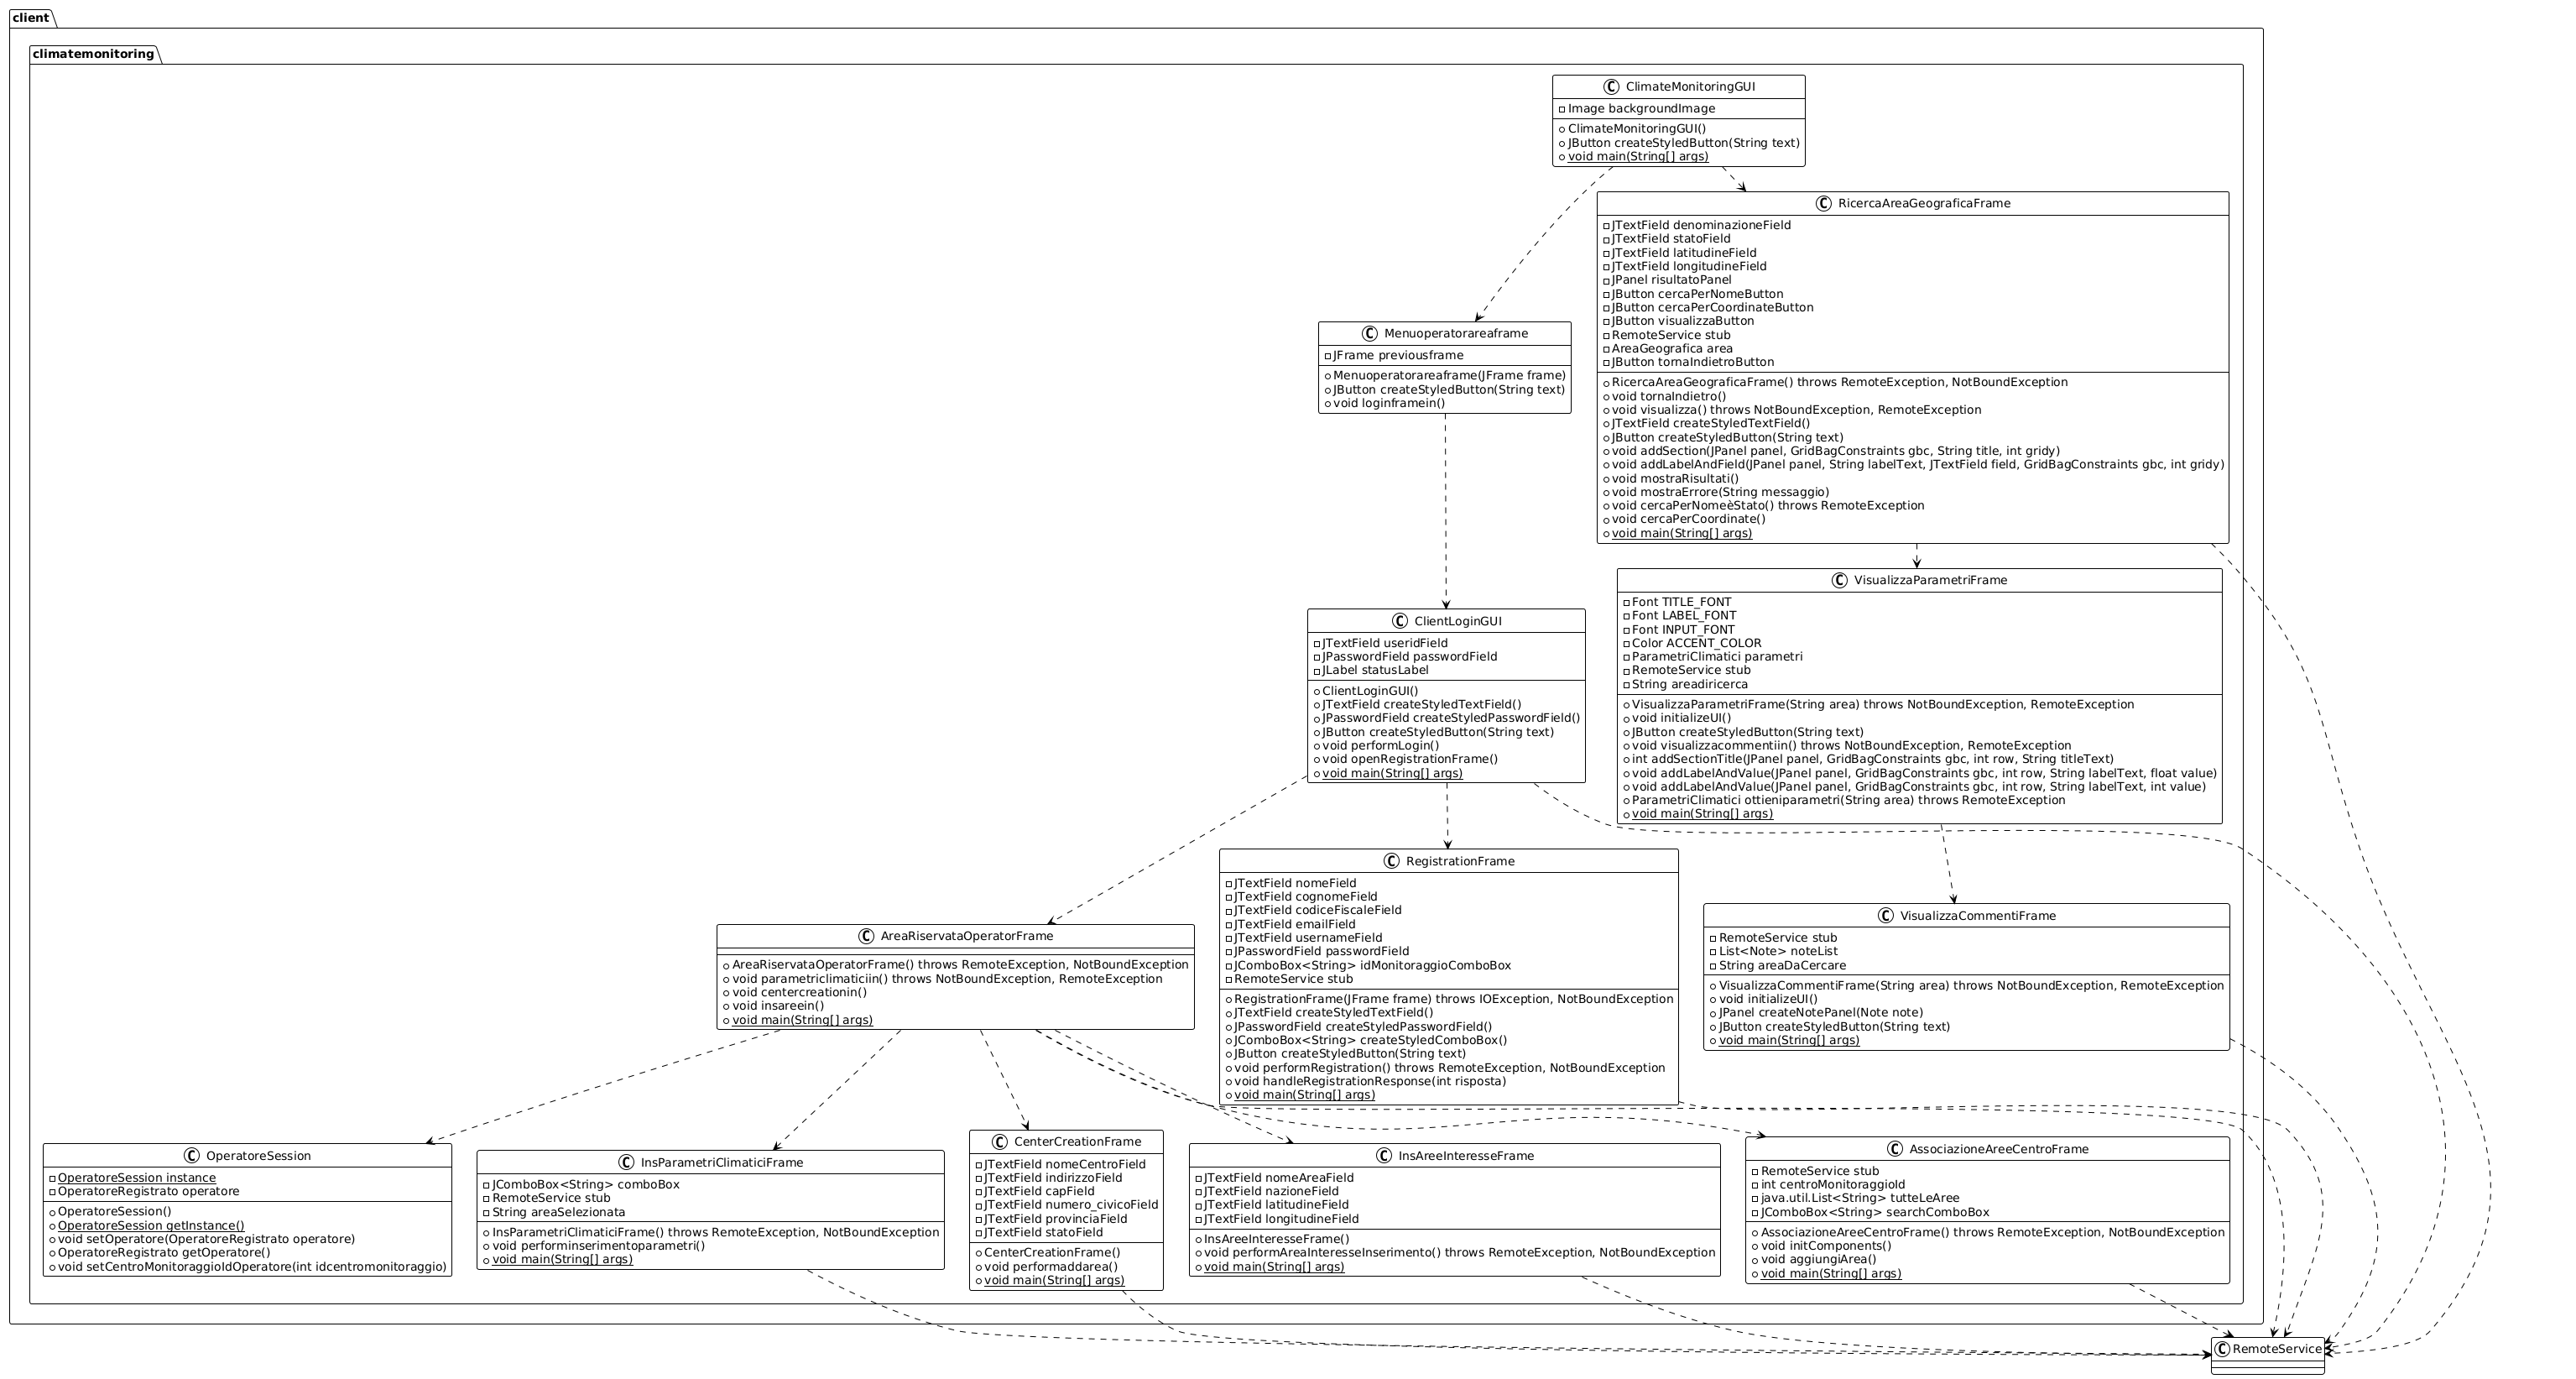 client
climatemonitoring
C ClimateMonitoringGUI
Image backgroundImage
ClimateMonitoringGUI()
JButton createStyledButton(String text)
void main(String[] args)
C RicercaAreaGeograficaFrame
JTextField denominazioneField
JTextField statoField
JTextField latitudineField
JTextField longitudineField
JPanel risultatoPanel
JButton cercaPerNomeButton
JButton cercaPerCoordinateButton
JButton visualizzaButton
RemoteService stub
AreaGeografica area
JButton tornaIndietroButton
RicercaAreaGeograficaFrame() throws RemoteException, NotBoundException
void tornaIndietro()
void visualizza() throws NotBoundException, RemoteException
JTextField createStyledTextField()
JButton createStyledButton(String text)
void addSection(JPanel panel, GridBagConstraints gbc, String title, int gridy)
void addLabelAndField(JPanel panel, String labelText, JTextField field, GridBagConstraints gbc, int gridy)
void mostraRisultati()
void mostraErrore(String messaggio)
void cercaPerNomeèStato() throws RemoteException
void cercaPerCoordinate()
void main(String[] args)
C Menuoperatorareaframe
JFrame previousframe
Menuoperatorareaframe(JFrame frame)
JButton createStyledButton(String text)
void loginframein()
C VisualizzaParametriFrame
Font TITLE_FONT
Font LABEL_FONT
Font INPUT_FONT
Color ACCENT_COLOR
ParametriClimatici parametri
RemoteService stub
String areadiricerca
VisualizzaParametriFrame(String area) throws NotBoundException, RemoteException
void initializeUI()
JButton createStyledButton(String text)
void visualizzacommentiin() throws NotBoundException, RemoteException
int addSectionTitle(JPanel panel, GridBagConstraints gbc, int row, String titleText)
void addLabelAndValue(JPanel panel, GridBagConstraints gbc, int row, String labelText, float value)
void addLabelAndValue(JPanel panel, GridBagConstraints gbc, int row, String labelText, int value)
ParametriClimatici ottieniparametri(String area) throws RemoteException
void main(String[] args)
C ClientLoginGUI
JTextField useridField
JPasswordField passwordField
JLabel statusLabel
ClientLoginGUI()
JTextField createStyledTextField()
JPasswordField createStyledPasswordField()
JButton createStyledButton(String text)
void performLogin()
void openRegistrationFrame()
void main(String[] args)
C RegistrationFrame
JTextField nomeField
JTextField cognomeField
JTextField codiceFiscaleField
JTextField emailField
JTextField usernameField
JPasswordField passwordField
JComboBox<String> idMonitoraggioComboBox
RemoteService stub
RegistrationFrame(JFrame frame) throws IOException, NotBoundException
JTextField createStyledTextField()
JPasswordField createStyledPasswordField()
JComboBox<String> createStyledComboBox()
JButton createStyledButton(String text)
void performRegistration() throws RemoteException, NotBoundException
void handleRegistrationResponse(int risposta)
void main(String[] args)
C VisualizzaCommentiFrame
RemoteService stub
List<Note> noteList
String areaDaCercare
VisualizzaCommentiFrame(String area) throws NotBoundException, RemoteException
void initializeUI()
JPanel createNotePanel(Note note)
JButton createStyledButton(String text)
void main(String[] args)
C AreaRiservataOperatorFrame
AreaRiservataOperatorFrame() throws RemoteException, NotBoundException
void parametriclimaticiin() throws NotBoundException, RemoteException
void centercreationin()
void insareein()
void main(String[] args)
C OperatoreSession
OperatoreSession instance
OperatoreRegistrato operatore
OperatoreSession()
OperatoreSession getInstance()
void setOperatore(OperatoreRegistrato operatore)
OperatoreRegistrato getOperatore()
void setCentroMonitoraggioIdOperatore(int idcentromonitoraggio)
C InsParametriClimaticiFrame
JComboBox<String> comboBox
RemoteService stub
String areaSelezionata
InsParametriClimaticiFrame() throws RemoteException, NotBoundException
void performinserimentoparametri()
void main(String[] args)
C CenterCreationFrame
JTextField nomeCentroField
JTextField indirizzoField
JTextField capField
JTextField numero_civicoField
JTextField provinciaField
JTextField statoField
CenterCreationFrame()
void performaddarea()
void main(String[] args)
C InsAreeInteresseFrame
JTextField nomeAreaField
JTextField nazioneField
JTextField latitudineField
JTextField longitudineField
InsAreeInteresseFrame()
void performAreaInteresseInserimento() throws RemoteException, NotBoundException
void main(String[] args)
C AssociazioneAreeCentroFrame
RemoteService stub
int centroMonitoraggioId
java.util.List<String> tutteLeAree
JComboBox<String> searchComboBox
AssociazioneAreeCentroFrame() throws RemoteException, NotBoundException
void initComponents()
void aggiungiArea()
void main(String[] args)
C RemoteService